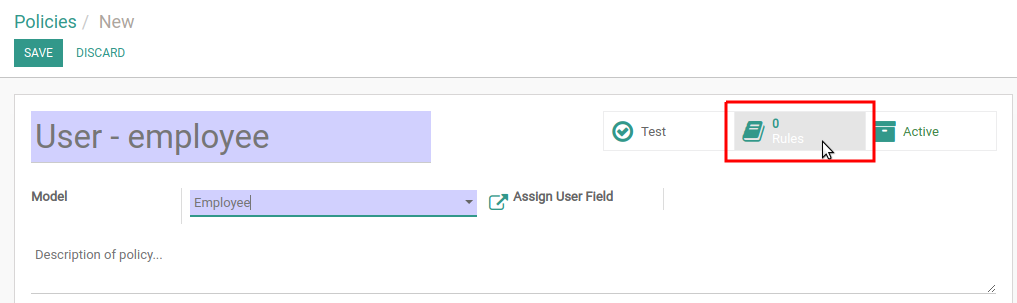 Policies / New
SAVE DISCARD
User - employee
Test
0
Rules
Active
Model
Employee
Assign User Field
Description of policy...